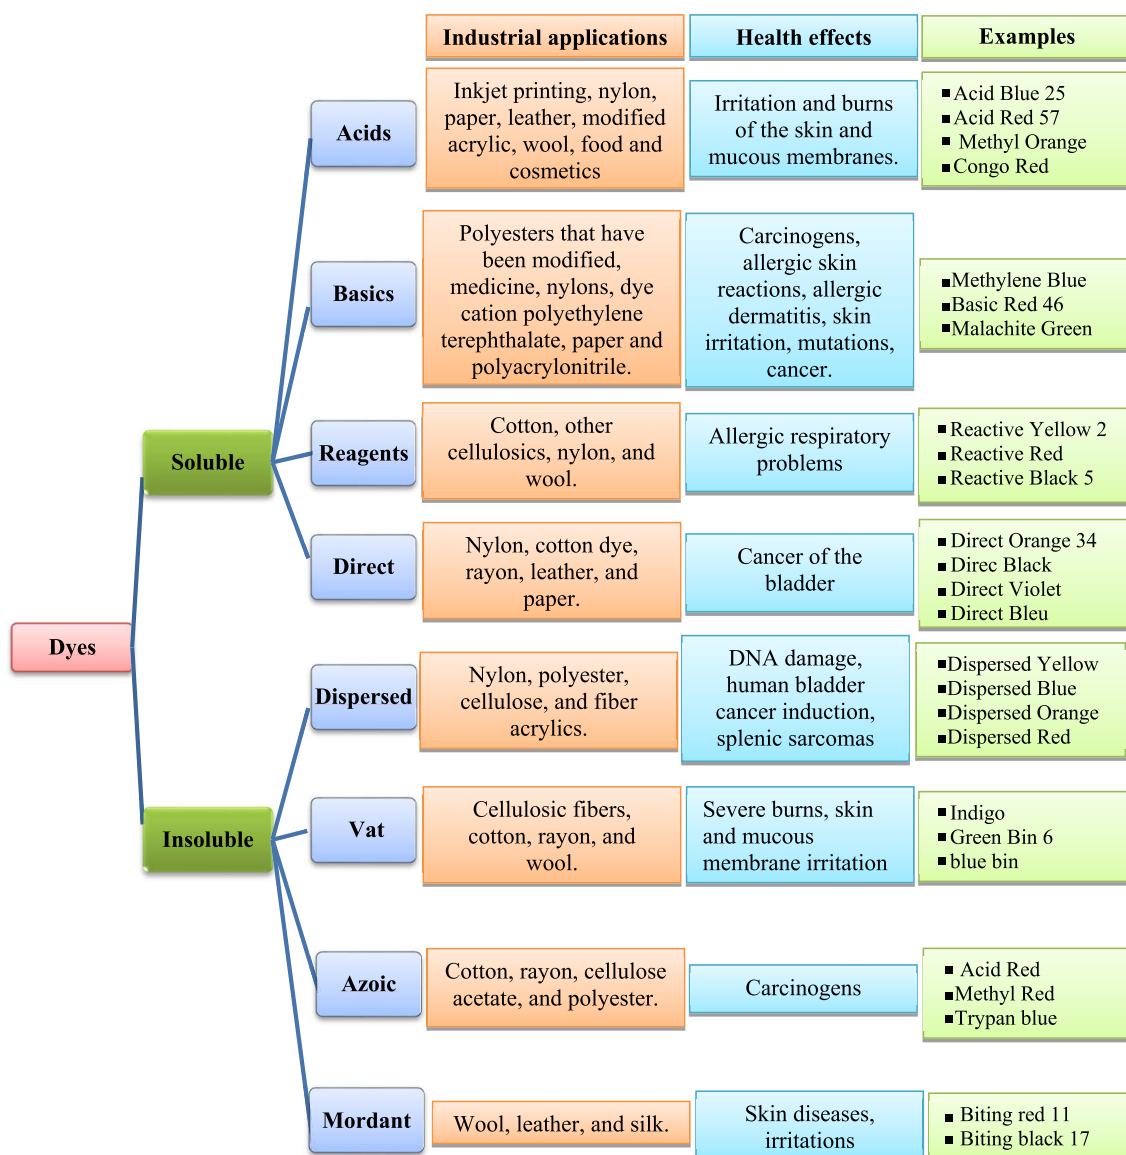 Industrial applications
Health effects
Examples
Acids
Inkjet printing, nylon,
paper, leather, modified
acrylic, wool, food and
cosmetics
Irritation and burns
of the skin and
mucous membranes.
▪Acid Blue 25
▪Acid Red 57
▪ Methyl Orange
▪Congo Red
Basics
Polyesters that have
been modified,
medicine, nylons, dye
cation polyethylene
terephthalate, paper and
polyacrylonitrile.
Carcinogens,
allergic skin
reactions, allergic
dermatitis, skin
irritation, mutations,
cancer.
▪Methylene Blue
▪Basic Red 46
▪Malachite Green
Soluble
Reagents
Cotton, other
cellulosics, nylon, and
wool.
Allergic respiratory
problems
▪Reactive Yellow 2
▪Reactive Red
▪Reactive Black 5
Direct
Nylon, cotton dye,
rayon, leather, and
paper.
Cancer of the
bladder
▪Direct Orange 34
▪Direc Black
▪Direct Violet
▪Direct Bleu
Dyes
Dispersed
Nylon, polyester,
cellulose, and fiber
acrylics.
DNA damage,
human bladder
cancer induction,
splenic sarcomas
▪Dispersed Yellow
▪Dispersed Blue
▪Dispersed Orange
▪Dispersed Red
Insoluble
Vat
Cellulosic fibers,
cotton, rayon, and
wool.
Severe burns, skin
and mucous
membrane irritation
▪Indigo
▪Green Bin 6
▪blue bin
Azoic
Cotton, rayon, cellulose
acetate, and polyester.
Carcinogens
▪ Acid Red
▪Methyl Red
▪Trypan blue
Mordant
Wool, leather, and silk.
Skin diseases,
irritations
▪ Biting red 11
▪ Biting black 17